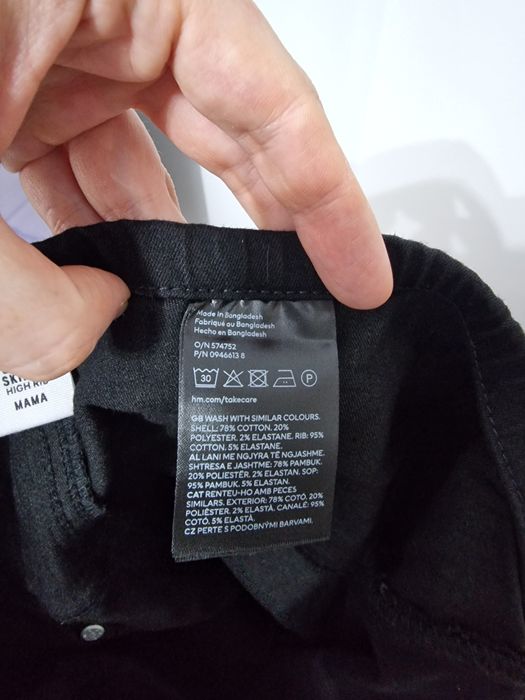 Made in Bangladesh
Fabriqué au Bangladesh
Hecho en Bangladesh
O/N 574752
P/N 0946613 8
30
P
hm.com/takecare
GB WASH WITH SIMILAR COLOURS.
SHELL: 78% COTTON. 20%
POLYESTER. 2% ELASTANE. RIB: 95%
COTTON. 5% ELASTANE.
AL LANI ME NGJYRA TË NGJASHME.
SHTRESA E JASHTME: 78% PAMBUK.
20% POLIESTËR. 2% ELASTAN. SOP:
95% PAMBUK. 5% ELASTAN.
CAT RENTEU-HO AMB PECES
SIMILARS. EXTERIOR: 78% COTÓ. 20%
POLIÈSTER. 2% ELASTÀ. CANALÉ: 95%
COTÓ. 5% ELASTÀ.
CZ PERTE S PODOBNÝMI BARVAMI.
HIGH RIB
MAMA